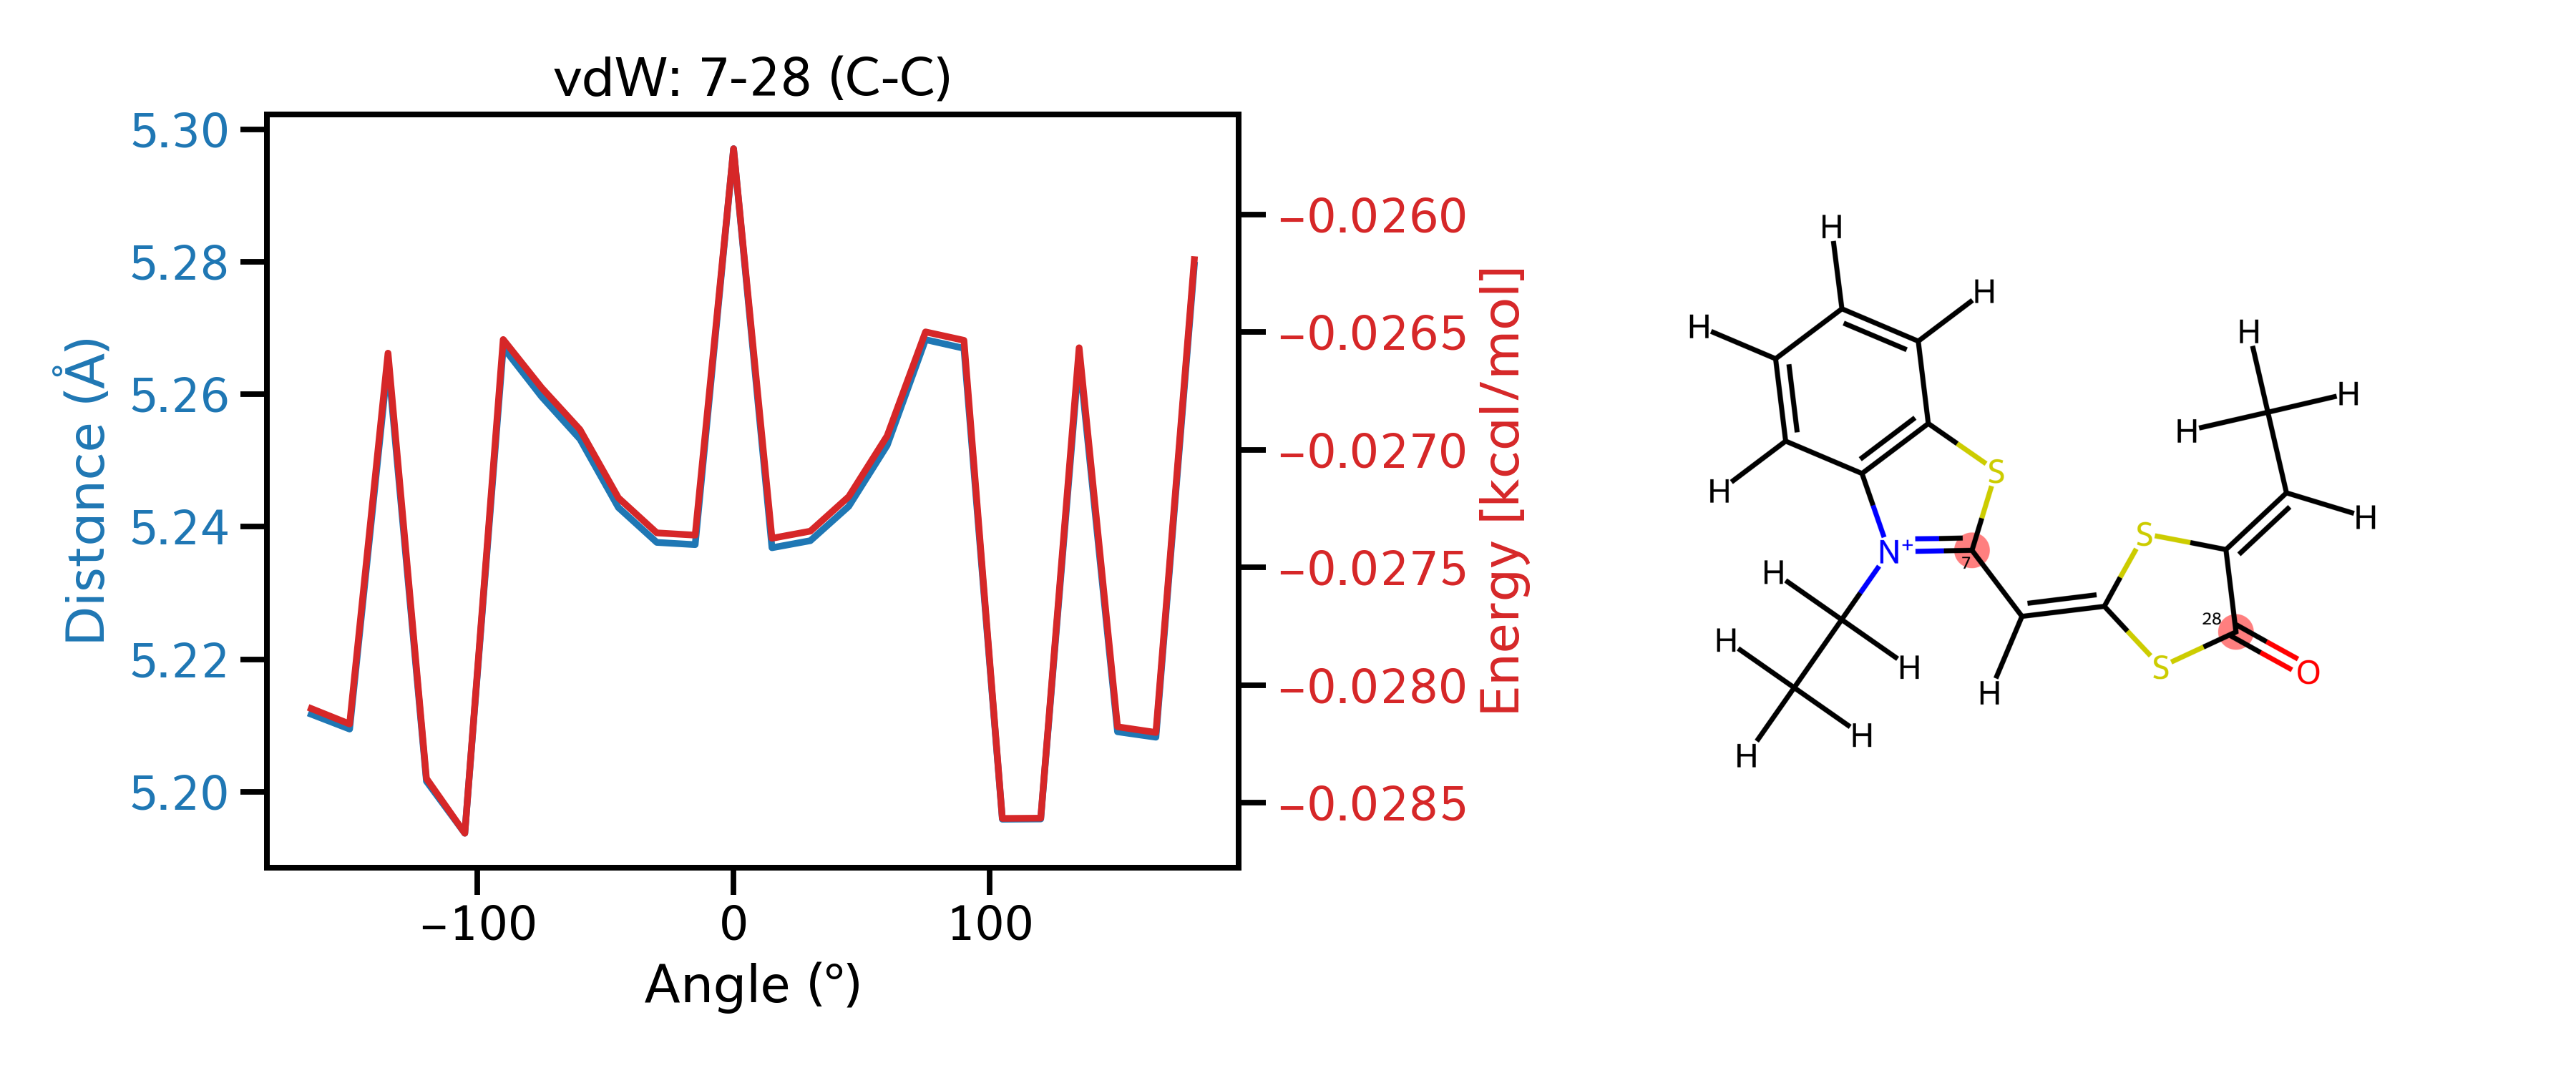 vdW: 7-28 (C-C)
5.30
5.28
5.26
5.24
5.22
5.20
Distance (Å)
−0.0260
−0.0265
−0.0270
−0.0275
−0.0280
−0.0285
Energy [kcal/mol]
−100
0
100
Angle (°)
H
H
H
H
H
H
H
S
S
H
N+
7
H
28
H
H
H
S
O
H
H
H